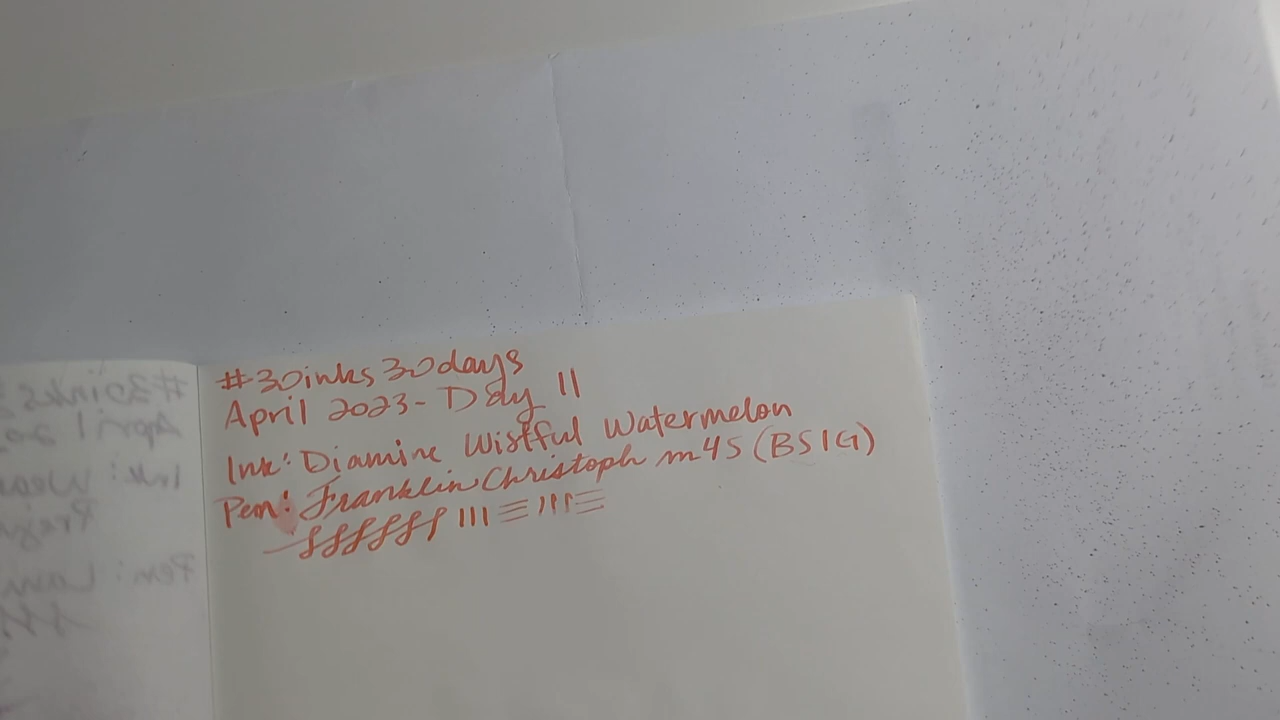 #30inks30days
April 2023 - Day 11
Ink: Diamine Wistful Watermelon
Pen: Franklin Christoph m45 (BSIG)